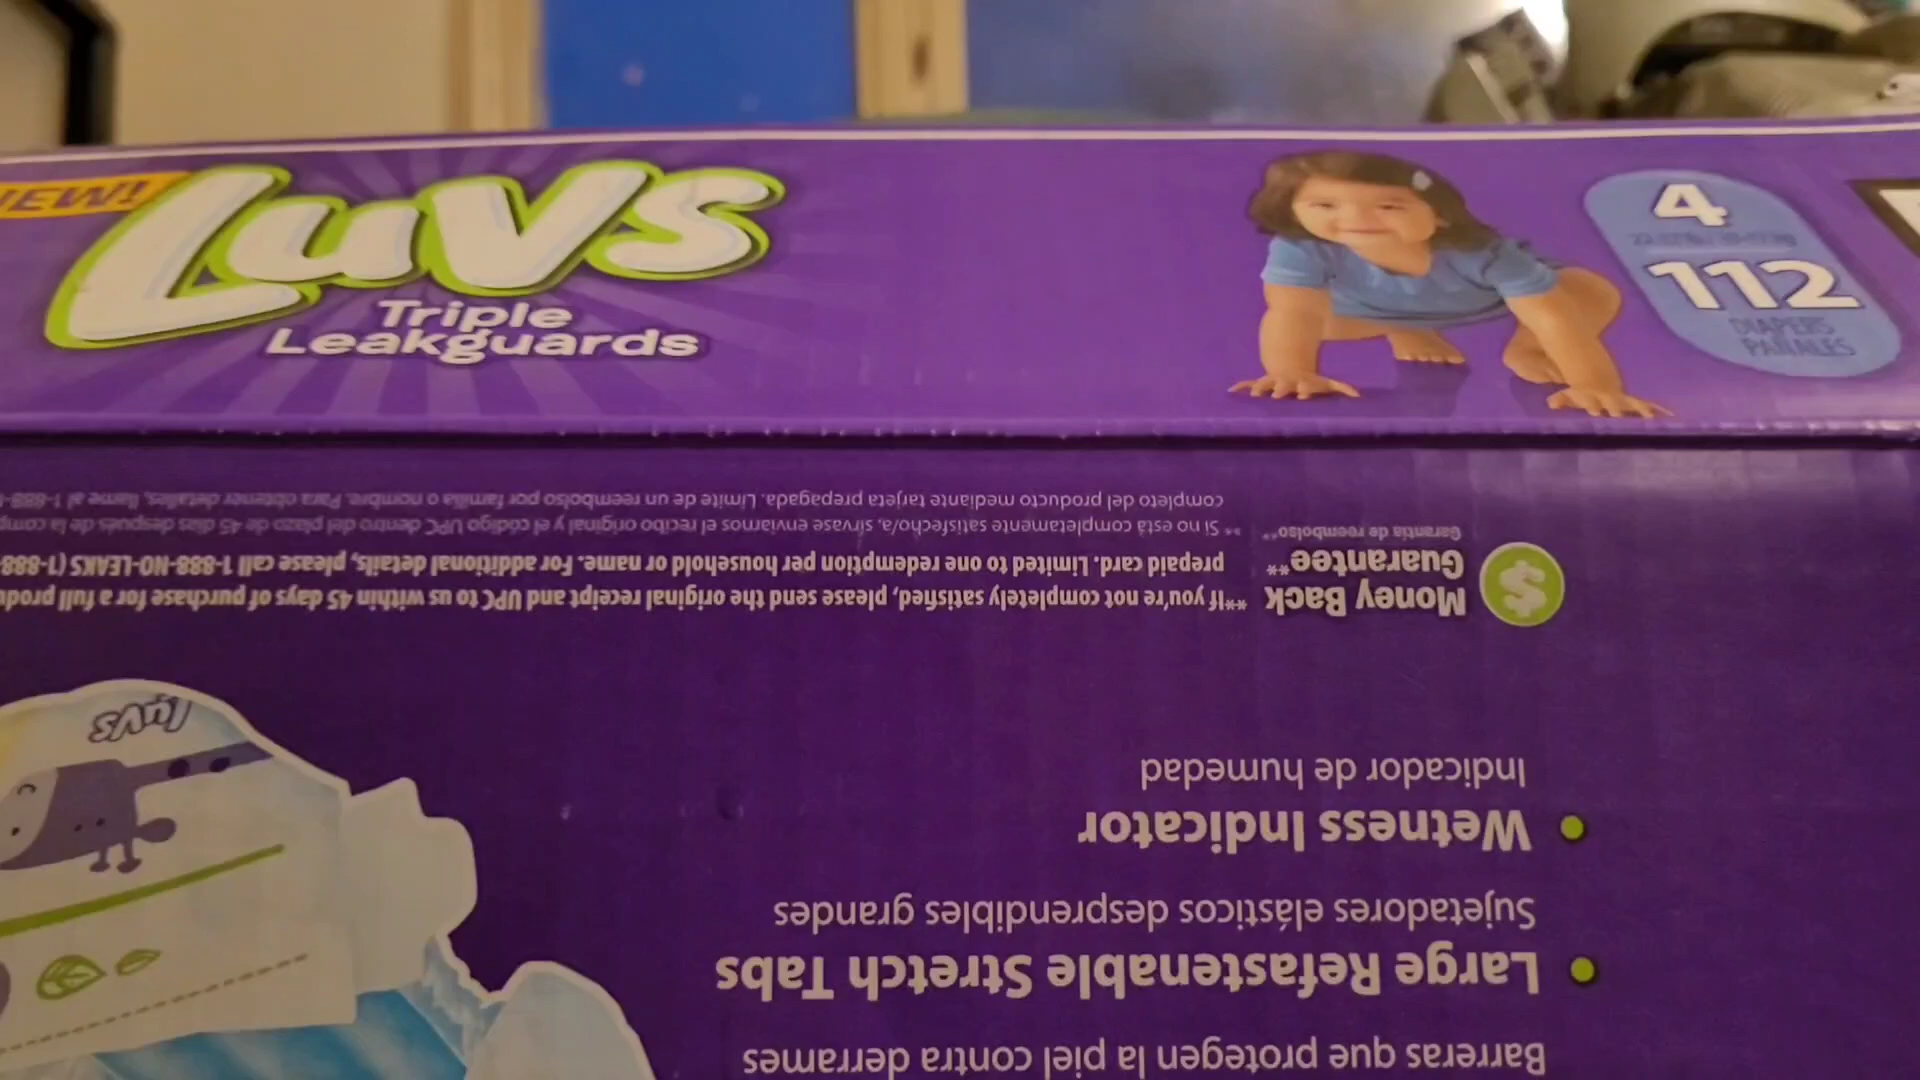 NEW!
Luvs
Triple
Leakguards
4
112
DIAPERS
PAÑALES
Barreras que protegen la piel contra derrames
Large Refastenable Stretch Tabs
Sujetadores elásticos desprendibles grandes
Wetness Indicator
Indicador de humedad
Luvs
Money Back
Guarantee**
Garantía de reembolso**
**If you're not completely satisfied, please send the original receipt and UPC to us within 45 days of purchase for a full
prepaid card. Limited to one redemption per household or name. For additional details, please call 1-888-NO-LEAKS (1-888-
** Si no está completamente satisfecho/a, sírvase enviarnos el recibo original y el código UPC dentro del plazo de 45 días después de la
completo del producto mediante tarjeta prepagada. Límite de un reembolso por familia o nombre. Para obtener detalles, llame al 1-888-